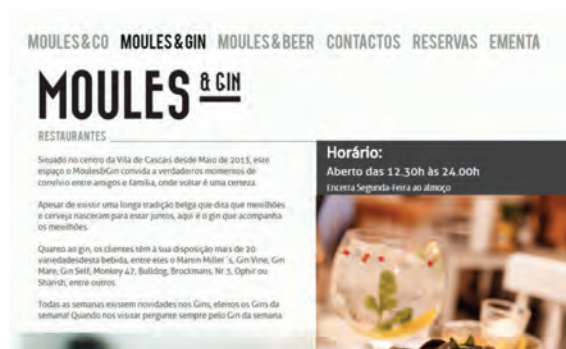 MOULES&CO MOULES&GIN MOULES&BEER CONTACTOS RESERVAS EMENTA
MOULES & GIN
RESTAURANTES
Situado no centro da Vila de Cascais desde Maio de 2013, este
espaço o Moules&Gin convida a verdadeiros momentos de
convívio entre amigos e família, onde voltar é uma certeza.
Apesar de existir uma longa tradição belga que dita que mexilhões
e cerveja nasceram para estar juntos, aqui é o gin que acompanha
os mexilhões.
Quanto ao gin, os clientes têm à sua disposição mais de 20
variedadesdesta bebida, entre eles o Martin Miller´s, Gin Vine, Gin
Mare, Gin Self, Monkey 47, Bulldog, Brockmans, Nr.3, Ophir ou
Sharish, entre outros.
Todas as semanas existem novidades nos Gins, eleitos os Gins da
semana! Quando nos visitar pergunte sempre pelo Gin da semana.
Horário:
Aberto das 12.30h às 24.00h
Encerra Segunda-Feira ao almoço